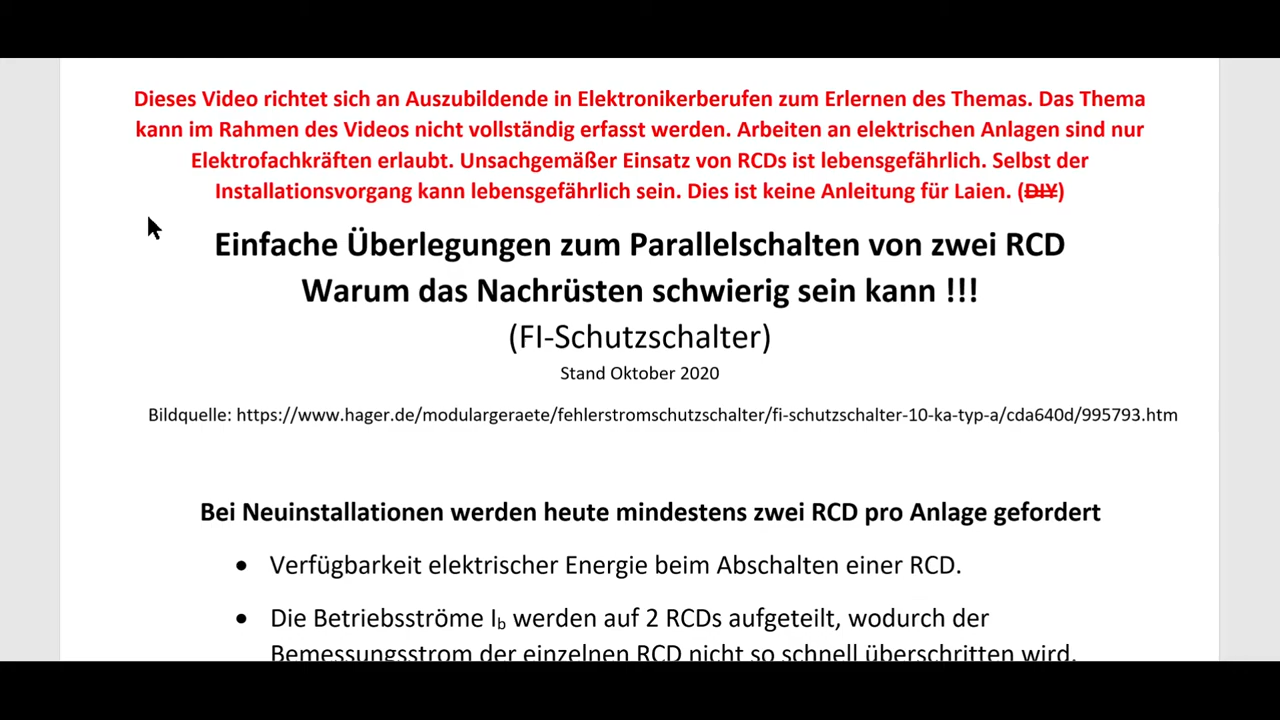 Dieses Video richtet sich an Auszubildende in Elektronikerberufen zum Erlernen des Themas. Das Thema
kann im Rahmen des Videos nicht vollständig erfasst werden. Arbeiten an elektrischen Anlagen sind nur
Elektrofachkräften erlaubt. Unsachgemäßer Einsatz von RCDs ist lebensgefährlich. Selbst der
Installationsvorgang kann lebensgefährlich sein. Dies ist keine Anleitung für Laien. (DIY)
Einfache Überlegungen zum Parallelschalten von zwei RCD
Warum das Nachrüsten schwierig sein kann !!!
(FI-Schutzschalter)
Stand Oktober 2020
Bildquelle: https://www.hager.de/modulargeraete/fehlerstromschutzschalter/fi-schutzschalter-10-ka-typ-a/cda640d/995793.htm
Bei Neuinstallationen werden heute mindestens zwei RCD pro Anlage gefordert
• Verfügbarkeit elektrischer Energie beim Abschalten einer RCD.
• Die Betriebsströme Ib werden auf 2 RCDs aufgeteilt, wodurch der
Bemessungsstrom der einzelnen RCD nicht so schnell überschritten wird.